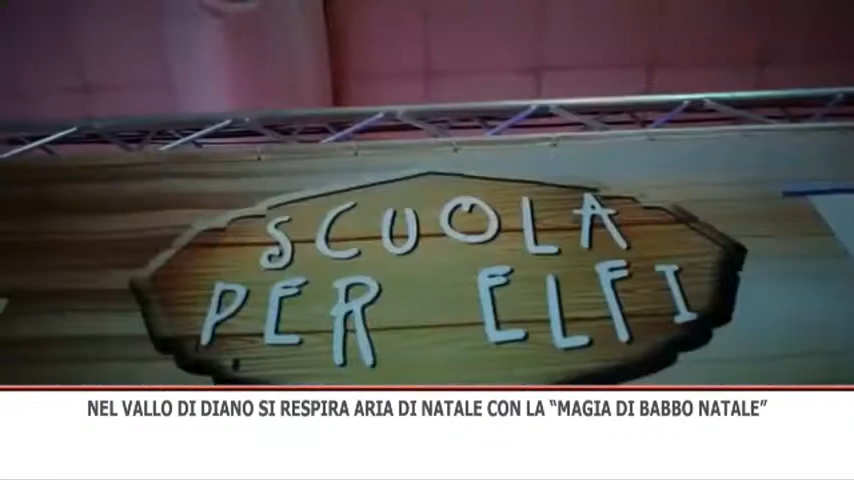 SCUOLA
PER ELFI
NEL VALLO DI DIANO SI RESPIRA ARIA DI NATALE CON LA “MAGIA DI BABBO NATALE”